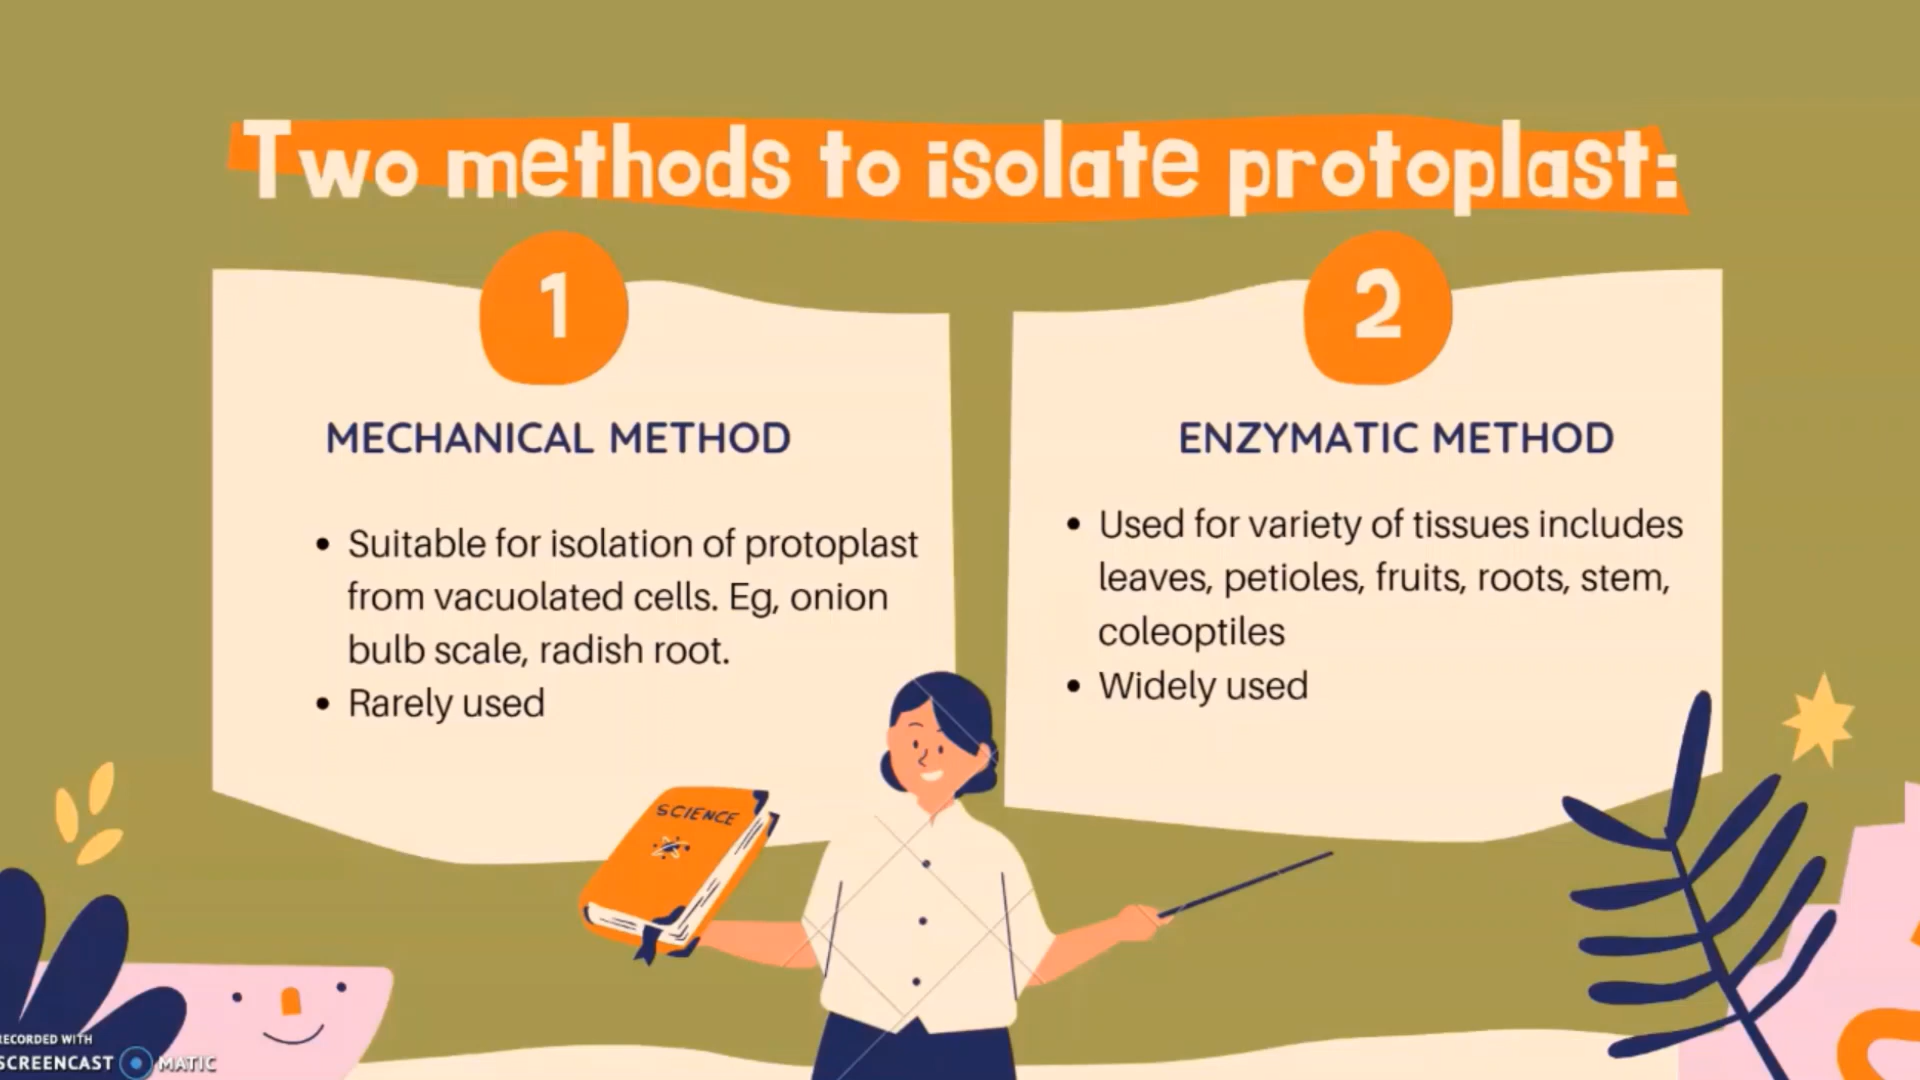 Two methods to isolate protoplast:
1
MECHANICAL METHOD
• Suitable for isolation of protoplast
from vacuolated cells. Eg, onion
bulb scale, radish root.
• Rarely used
2
ENZYMATIC METHOD
• Used for variety of tissues includes
leaves, petioles, fruits, roots, stem,
coleoptiles
• Widely used
SCIENCE
RECORDED WITH
SCREENCAST MATIC